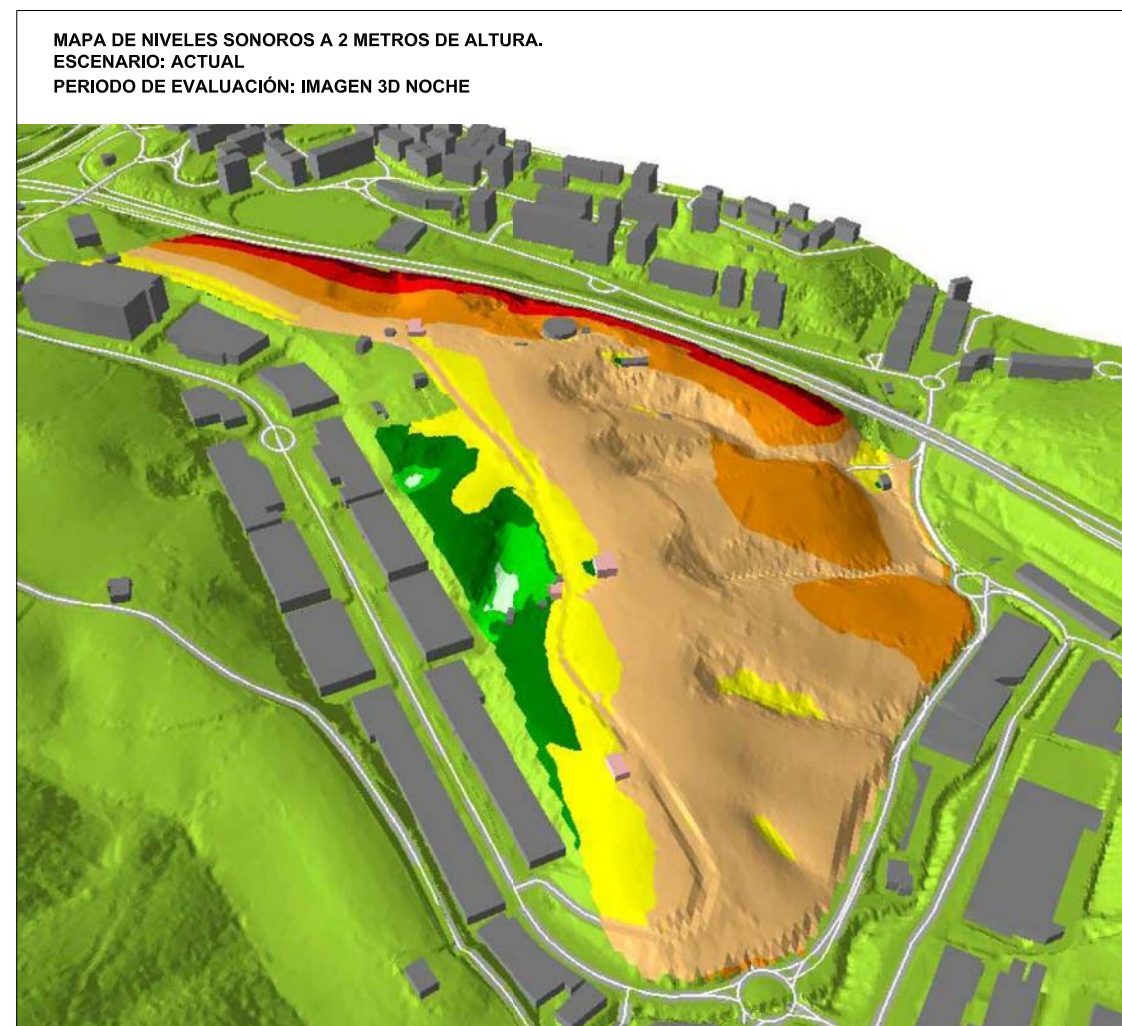 MAPA DE NIVELES SONOROS A 2 METROS DE ALTURA.
ESCENARIO: ACTUAL
PERIODO DE EVALUACIÓN: IMAGEN 3D NOCHE